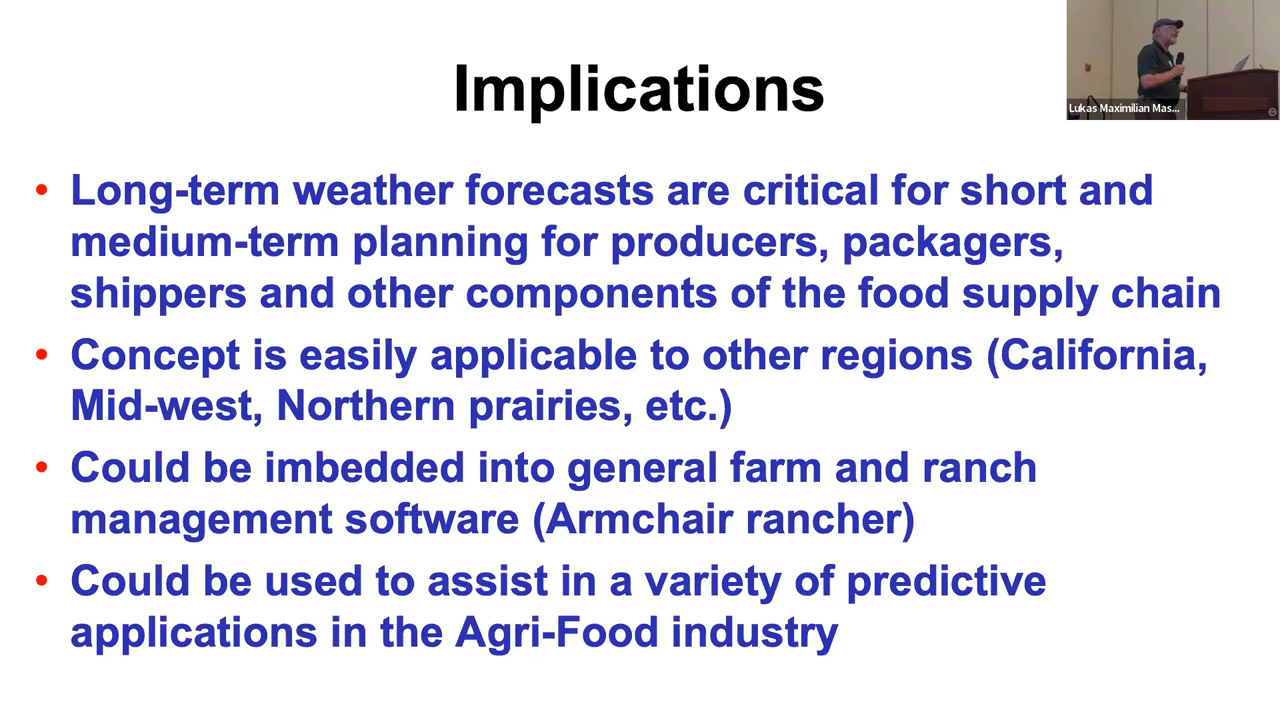 Implications
Lukas Maximilian Mas...
• Long-term weather forecasts are critical for short and
medium-term planning for producers, packagers,
shippers and other components of the food supply chain
• Concept is easily applicable to other regions (California,
Mid-west, Northern prairies, etc.)
• Could be imbedded into general farm and ranch
management software (Armchair rancher)
• Could be used to assist in a variety of predictive
applications in the Agri-Food industry